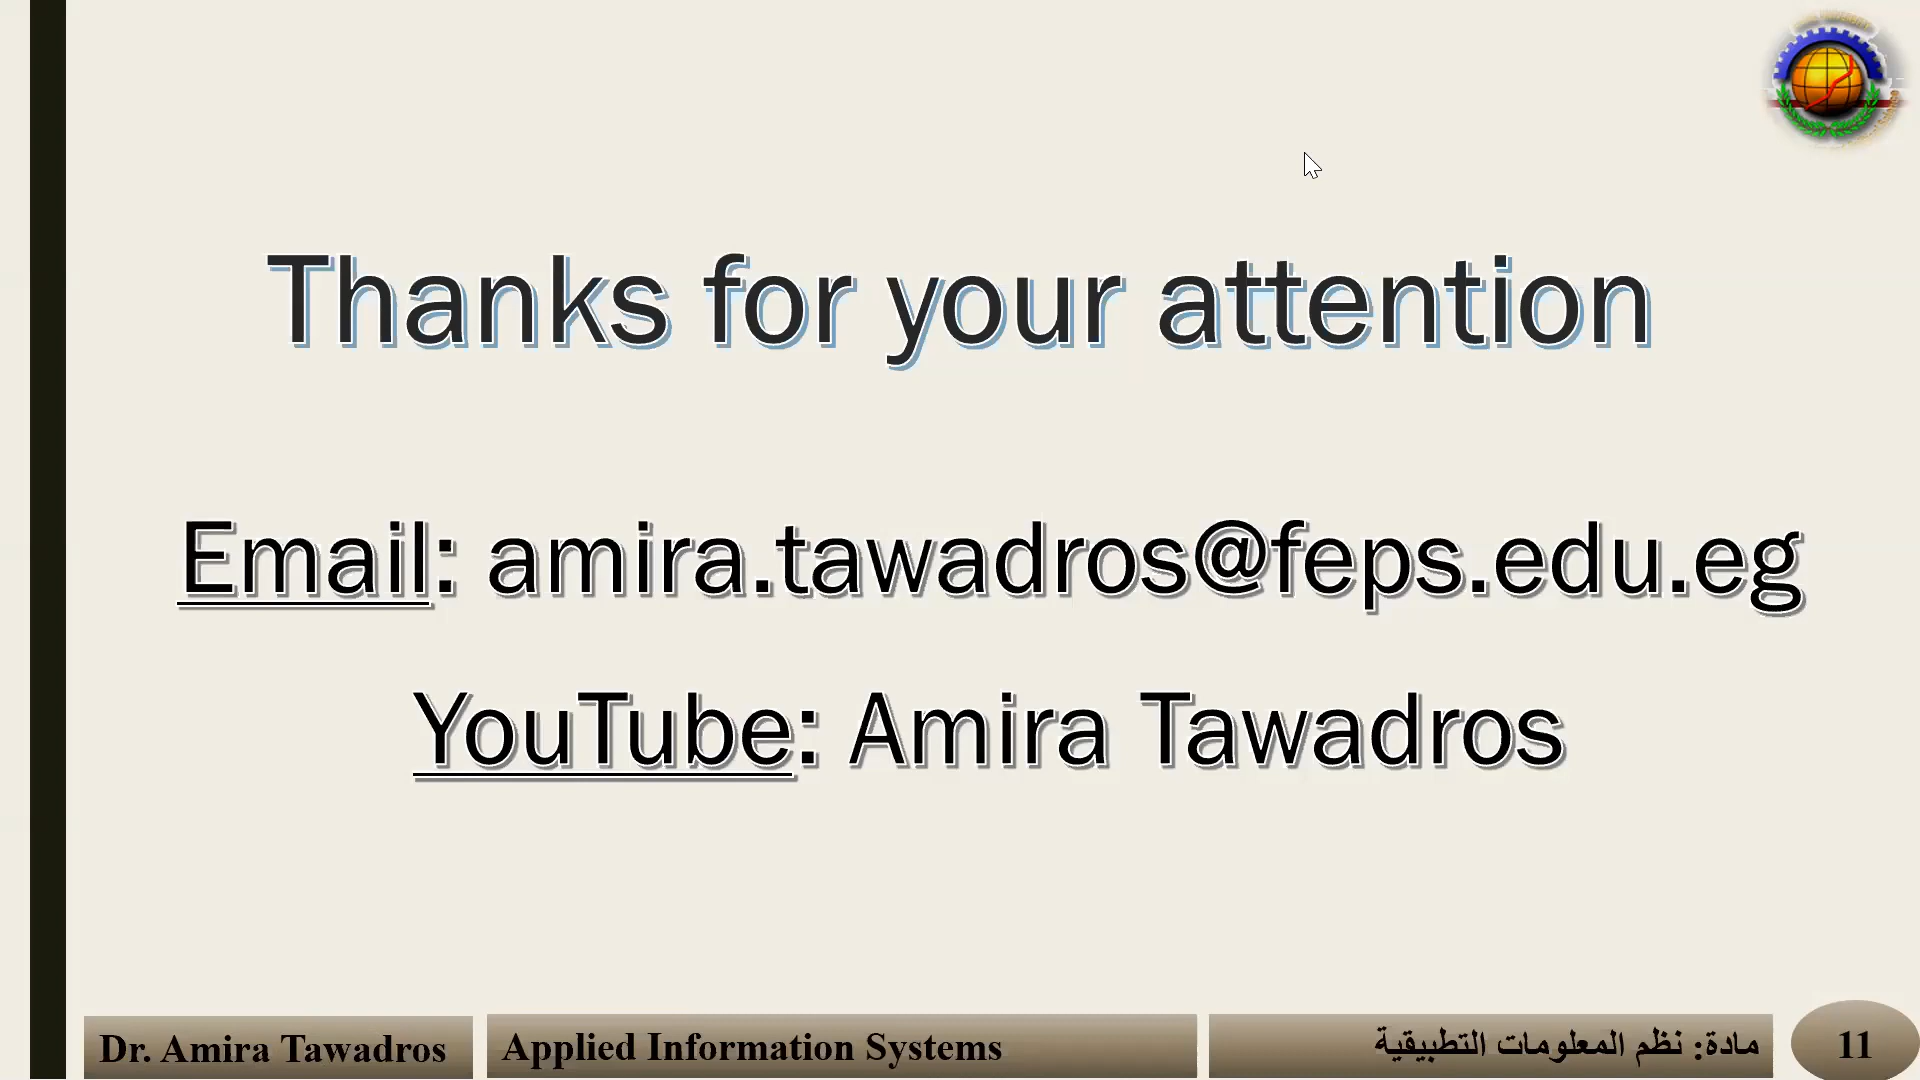 Thanks for your attention
Email: amira.tawadros@feps.edu.eg
YouTube: Amira Tawadros
Dr. Amira Tawadros
Applied Information Systems
مادة: نظم المعلومات التطبيقية
11